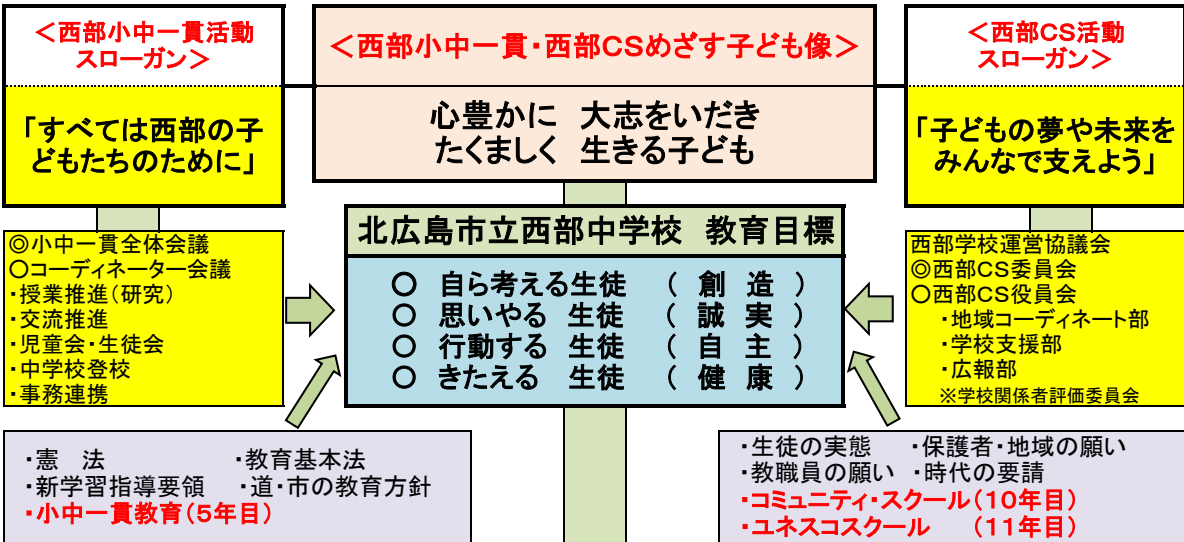 ＜西部小中一貫活動
スローガン＞
「すべては西部の子
どもたちのために」
＜西部小中一貫・西部CSめざす子ども像＞
心豊かに　大志をいだき
たくましく　生きる子ども
＜西部CS活動
スローガン＞
「子どもの夢や未来を
みんなで支えよう」
◎小中一貫全体会議
○コーディネーター会議
・授業推進（研究）
・交流推進
・児童会・生徒会
・中学校登校
・事務連携
北広島市立西部中学校　教育目標
○　自ら考える生徒　（　創　造　）
○　思いやる　生徒　（　誠　実　）
○　行動する　生徒　（　自　主　）
○　きたえる　生徒　（　健　康　）
西部学校運営協議会
◎西部CS委員会
○西部CS役員会
・地域コーディネート部
・学校支援部
・広報部
※学校関係者評価委員会
・憲　法　・教育基本法
・新学習指導要領　・道・市の教育方針
・小中一貫教育（5年目）
・生徒の実態　・保護者・地域の願い
・教職員の願い　・時代の要請
・コミュニティ・スクール（10年目）
・ユネスコスクール　（11年目）